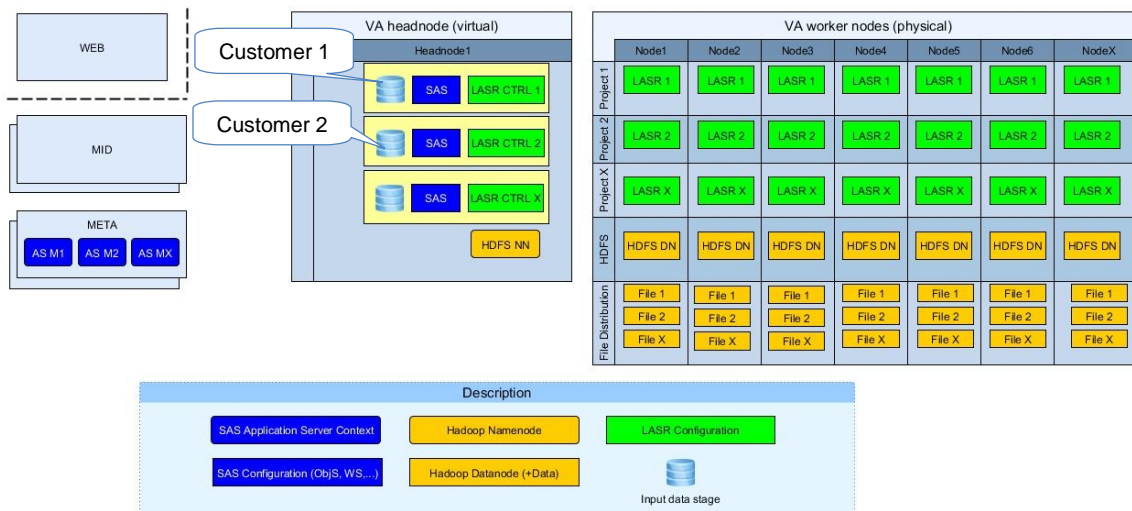 WEB
MID
META
AS M1 AS M2 AS MX
VA headnode (virtual)
Headnode1
Customer 1
SAS LASR CTRL 1
Customer 2
SAS LASR CTRL 2
SAS LASR CTRL X
HDFS NN
VA worker nodes (physical)
Node1 Node2 Node3 Node4 Node5 Node6 NodeX
Project 1 LASR 1 LASR 1 LASR 1 LASR 1 LASR 1 LASR 1 LASR 1
Project 2 LASR 2 LASR 2 LASR 2 LASR 2 LASR 2 LASR 2 LASR 2
Project X LASR X LASR X LASR X LASR X LASR X LASR X LASR X
HDFS HDFS DN HDFS DN HDFS DN HDFS DN HDFS DN HDFS DN HDFS DN
File Distribution
File 1 File 1 File 1 File 1 File 1 File 1 File 1
File 2 File 2 File 2 File 2 File 2 File 2 File 2
File X File X File X File X File X File X File X
Description
SAS Application Server Context Hadoop Namenode LASR Configuration
SAS Configuration (ObjS, WS,...) Hadoop Datanode (+Data)
Input data stage